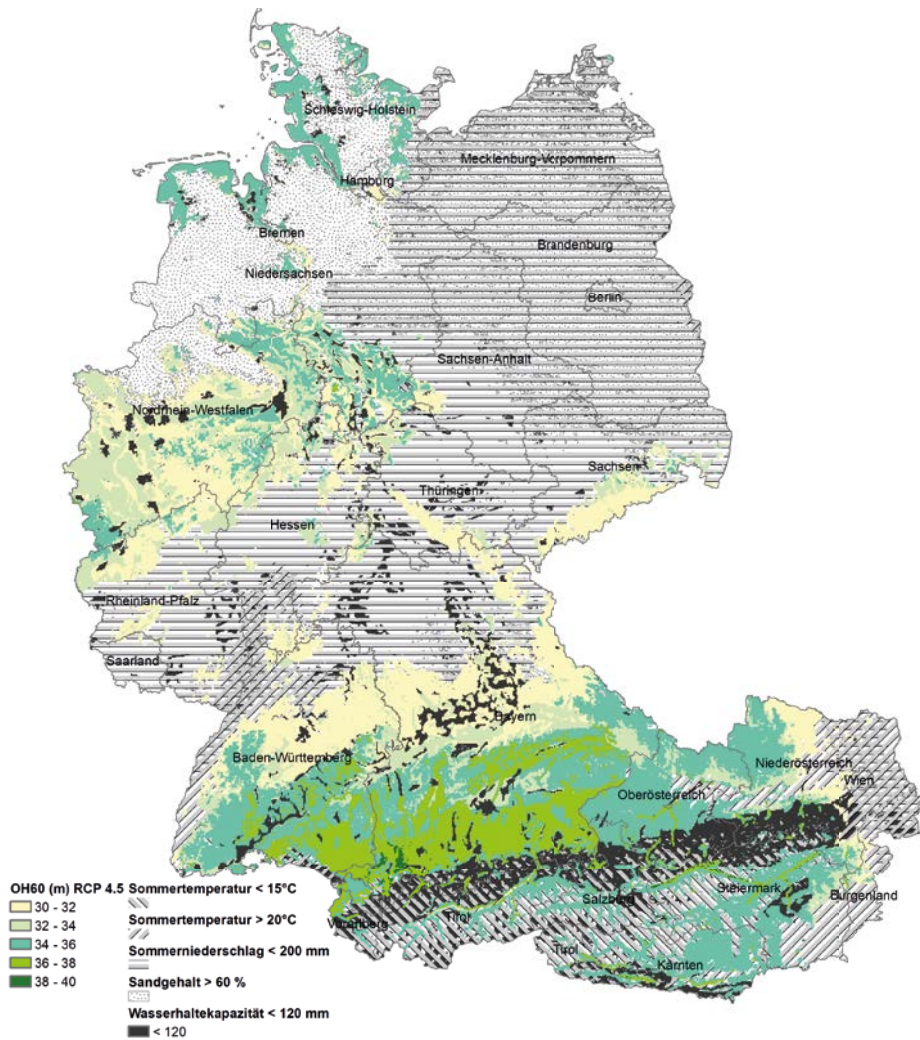 Schleswig-Holstein
Mecklenburg-Vorpommern
Hamburg
Bremen
Brandenburg
Niedersachsen
Berlin
Sachsen-Anhalt
Nordrhein-Westfalen
Sachsen
Thüringen
Hessen
Rheinland-Pfalz
Saarland
Bayern
Baden-Württemberg
Niederösterreich
Wien
Oberösterreich
Steiermark
Salzburg
Burgenland
Vorarlberg
Tirol
Tirol
Kärnten
OH60 (m) RCP 4.5
30 - 32
32 - 34
34 - 36
36 - 38
38 - 40
Sommertemperatur < 15°C
Sommertemperatur > 20°C
Sommerniederschlag < 200 mm
Sandgehalt > 60 %
Wasserhaltekapazität < 120 mm
< 120